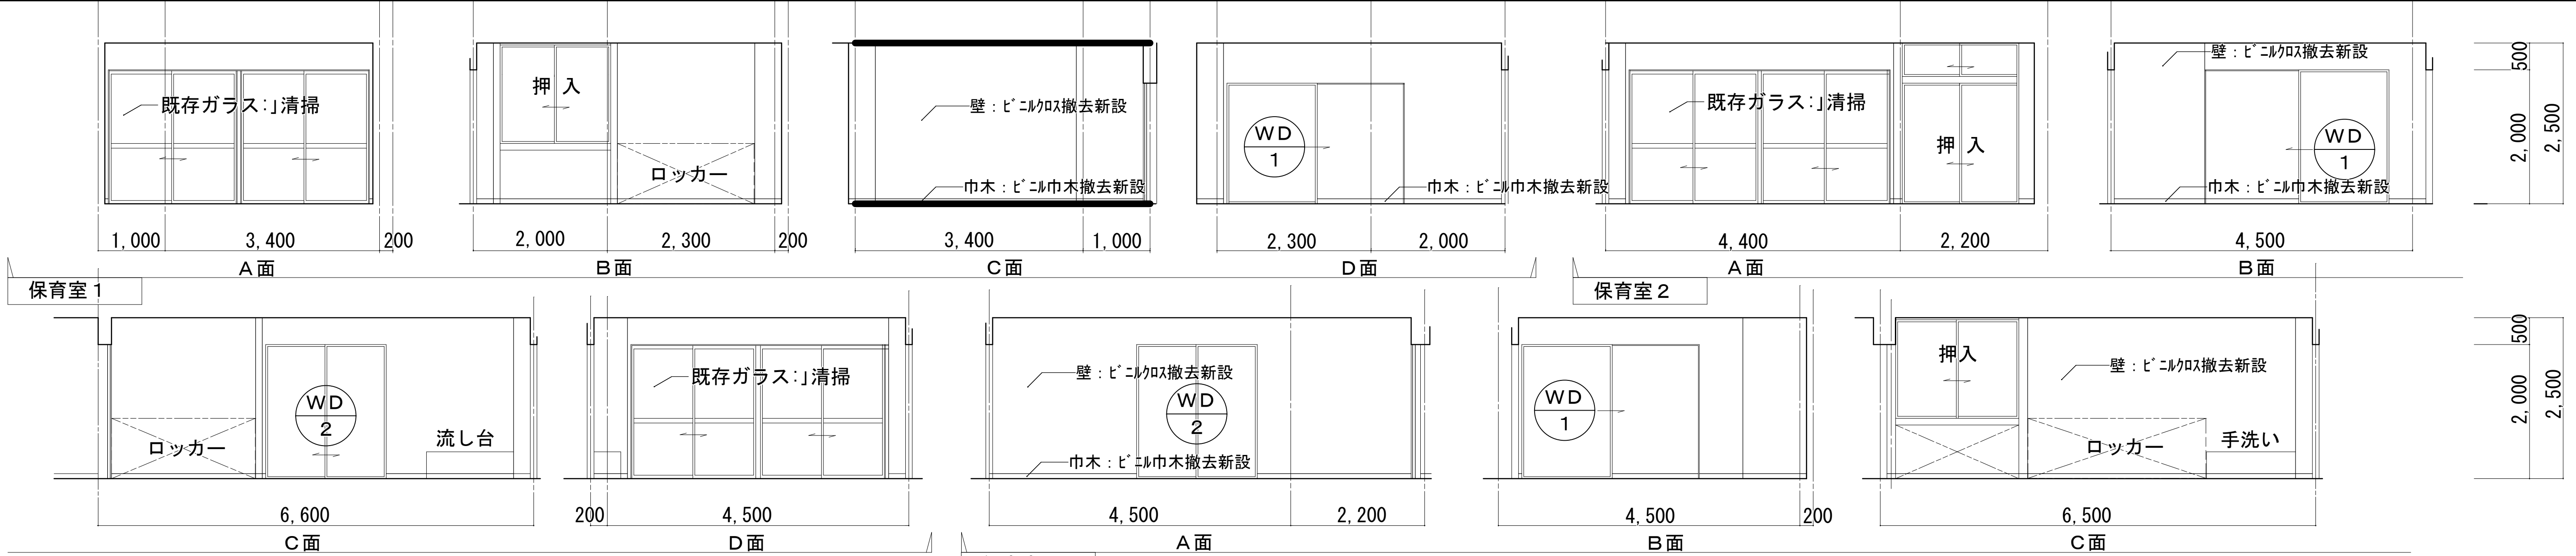 既存ガラス:」清掃
1,000 3,400 200
A面
押入
ロッカー
2,000 2,300 200
B面
壁：ﾋﾞﾆﾙｸﾛｽ撤去新設
巾木：ﾋﾞﾆﾙ巾木撤去新設
3,400 1,000
C面
WD
1
巾木：ﾋﾞﾆﾙ巾木撤去新設
2,300 2,000
D面
保育室1
既存ガラス:」清掃
押入
4,400 2,200
A面
壁：ﾋﾞﾆﾙｸﾛｽ撤去新設
WD
1
巾木：ﾋﾞﾆﾙ巾木撤去新設
4,500
B面
500
2,000
2,500
保育室2
ロッカー
WD
2
流し台
6,600
C面
既存ガラス:」清掃
200 4,500
D面
壁：ﾋﾞﾆﾙｸﾛｽ撤去新設
WD
2
巾木：ﾋﾞﾆﾙ巾木撤去新設
4,500 2,200
A面
WD
1
4,500 200
B面
押入
壁：ﾋﾞﾆﾙｸﾛｽ撤去新設
ロッカー
手洗い
6,500
C面
500
2,000
2,500